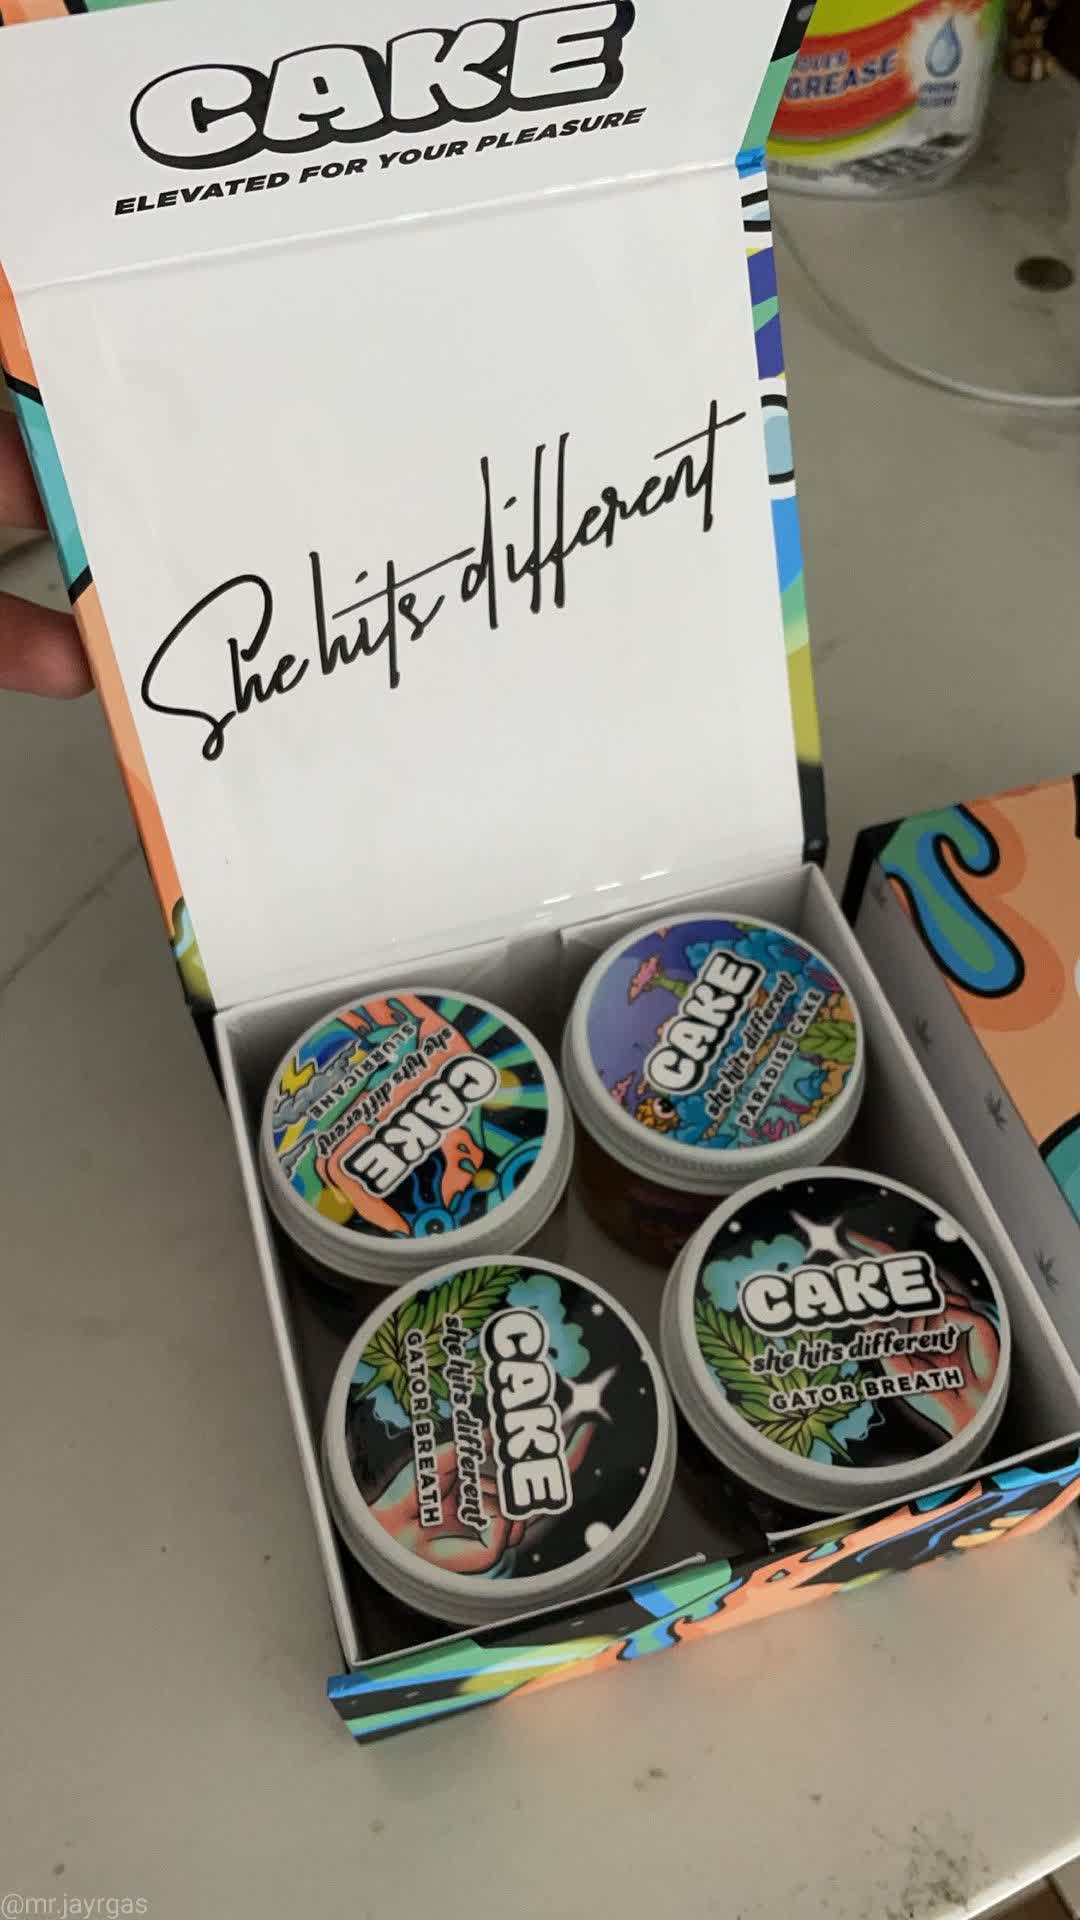 CAKE
ELEVATED FOR YOUR PLEASURE
GREASE
She hits different
CAKE
she hits different
SLURRICANE
CAKE
she hits different
PARADISE CAKE
CAKE
she hits different
GATOR BREATH
CAKE
she hits different
GATOR BREATH
@mr.jayrgas